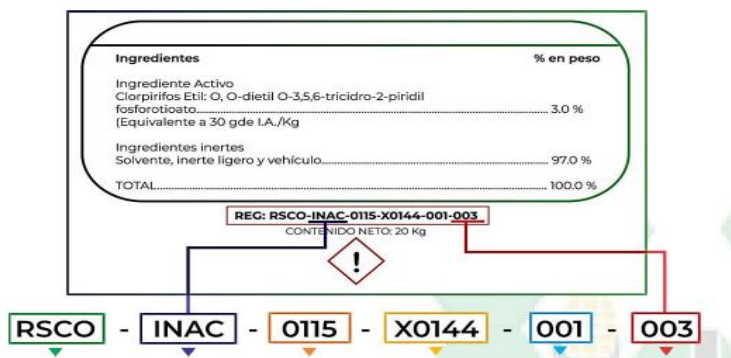 Ingredientes % en peso
Ingrediente Activo
Clorpirifos Etil: O, O-dietil O-3,5,6-tricidro-2-piridil
fosforotioato........ 3.0 %
(Equivalente a 30 gde I.A./Kg
Ingredientes inertes
Solvente, inerte ligero y vehículo........ 97.0 %
TOTAL........ 100.0 %
REG: RSCO-INAC-0115-X0144-001-003
CONTENIDO NETO: 20 Kg
!
RSCO - INAC - 0115 - X0144 - 001 - 003